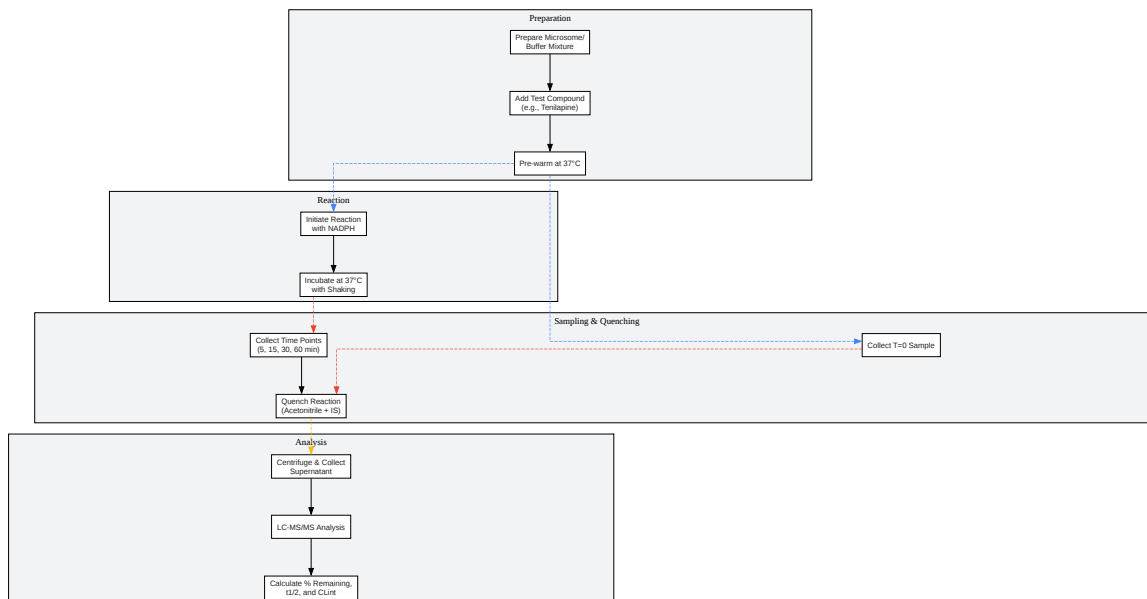 Preparation
Prepare Microsome/
Buffer Mixture
Add Test Compound
(e.g., Tenilapine)
Pre-warm at 37°C
Reaction
Initiate Reaction
with NADPH
Incubate at 37°C
with Shaking
Sampling & Quenching
Collect Time Points
(5, 15, 30, 60 min)
Collect T=0 Sample
Quench Reaction
(Acetonitrile + IS)
Analysis
Centrifuge & Collect
Supernatant
LC-MS/MS Analysis
Calculate % Remaining,
t1/2, and CLint